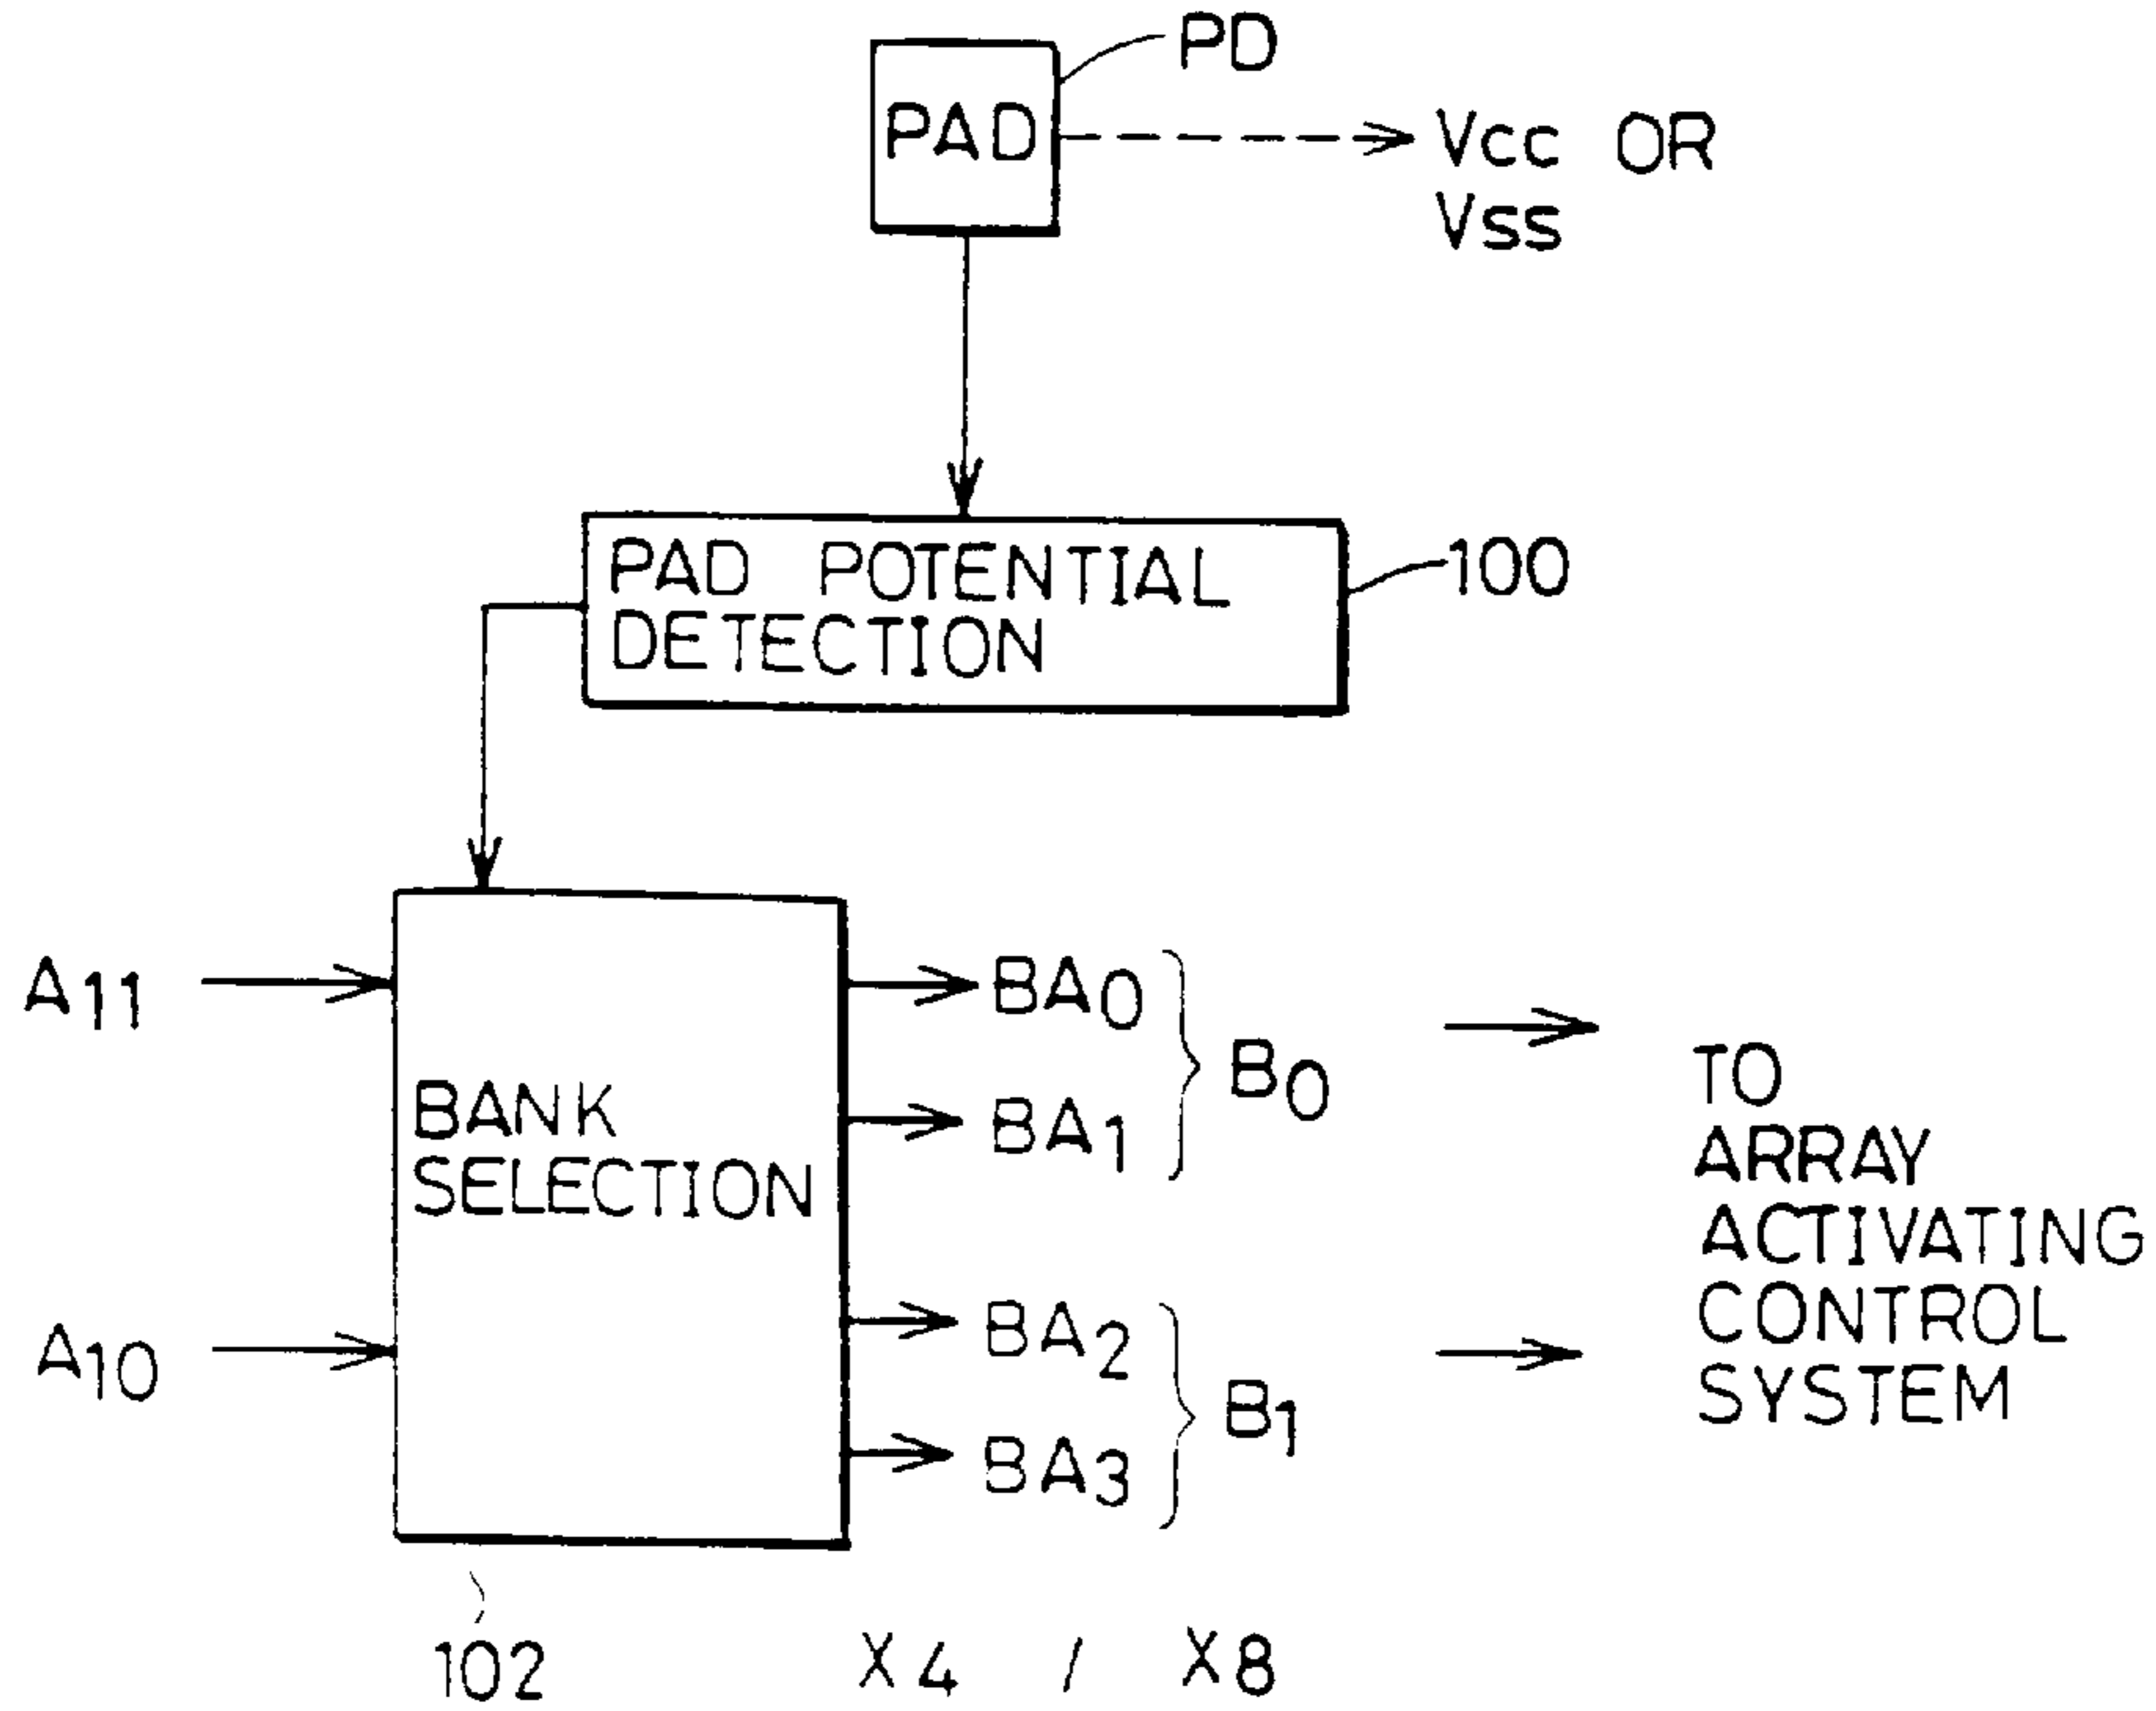 PD
PAD
Vcc OR
Vss
PAD POTENTIAL
DETECTION
100
A11
A10
BANK
SELECTION
BA0
BA1
B0
BA2
BA3
B1
TO
ARRAY
ACTIVATING
CONTROL
SYSTEM
102
X4 / X8